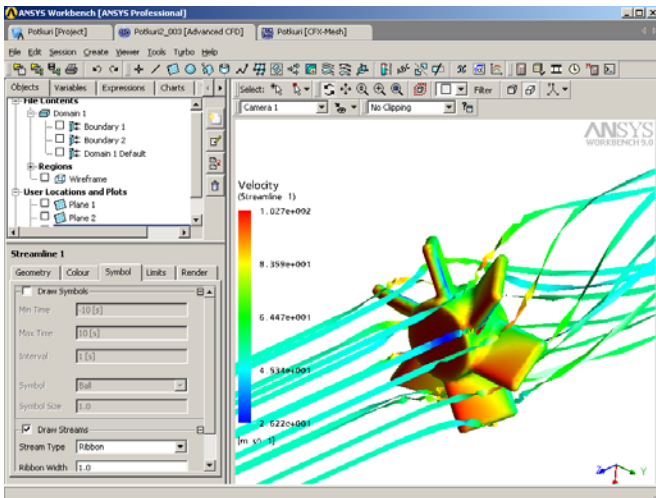 ANSYS Workbench [ANSYS Professional]
Potkuri [Project]
Potkuri2_003 [Advanced CFD]
Potkuri [CFX-Mesh]
File Edit Session Create Viewer Tools Turbo Help
Objects Variables Expressions Charts
Select:
Filter
Camera 1
No Clipping
File Contents
Domain 1
Boundary 1
Boundary 2
Domain 1 Default
Regions
Wireframe
User Locations and Plots
Plane 1
Plane 2
Streamline 1
Geometry Colour Symbol Limits Render
Draw Symbols
Min Time -10 [s]
Max Time 10 [s]
Interval 1 [s]
Symbol Ball
Symbol Size 1.0
Draw Streams
Stream Type Ribbon
Ribbon Width 1.0
ANSYS
WORKBENCH 9.0
Velocity
(Streamline 1)
1.027e+002
8.359e+001
6.447e+001
4.534e+001
2.622e+001
[m s^-1]
Z Y